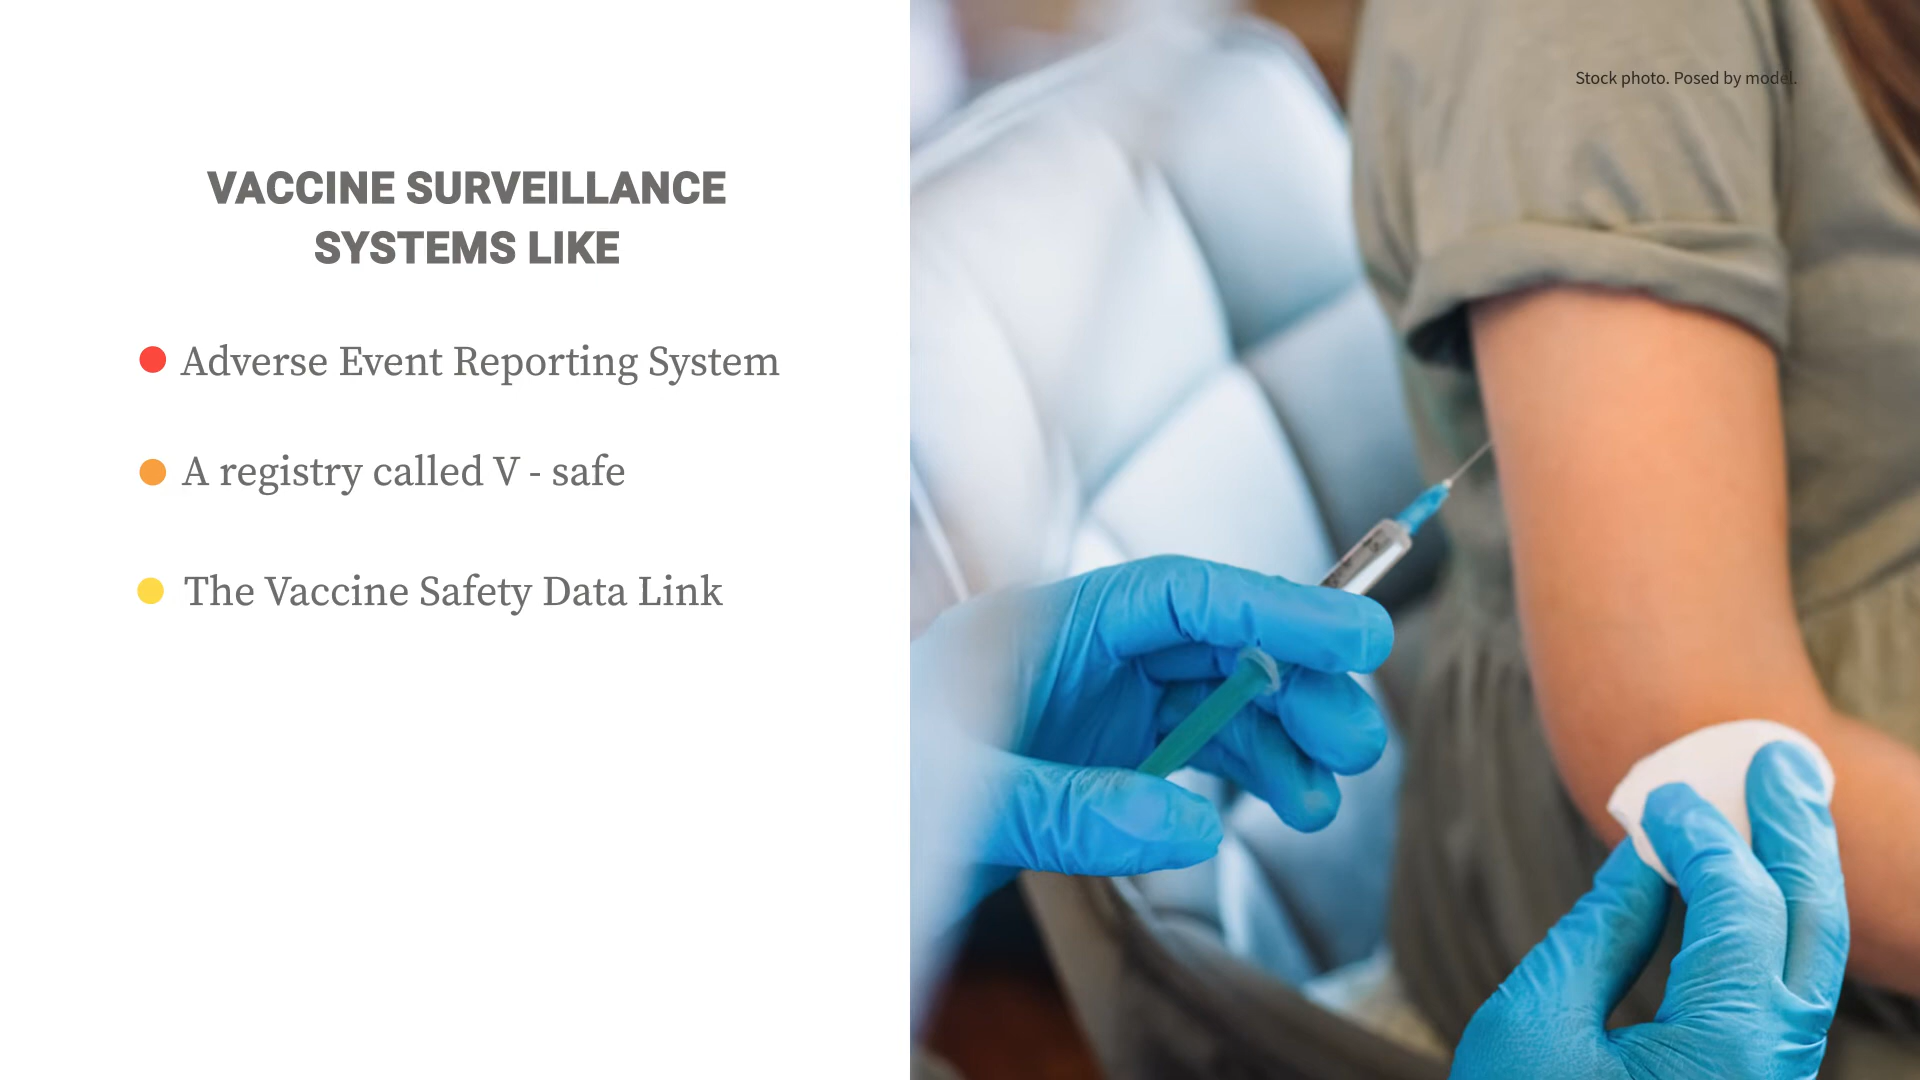 VACCINE SURVEILLANCE
SYSTEMS LIKE
Adverse Event Reporting System
A registry called V - safe
The Vaccine Safety Data Link
Stock photo. Posed by model.